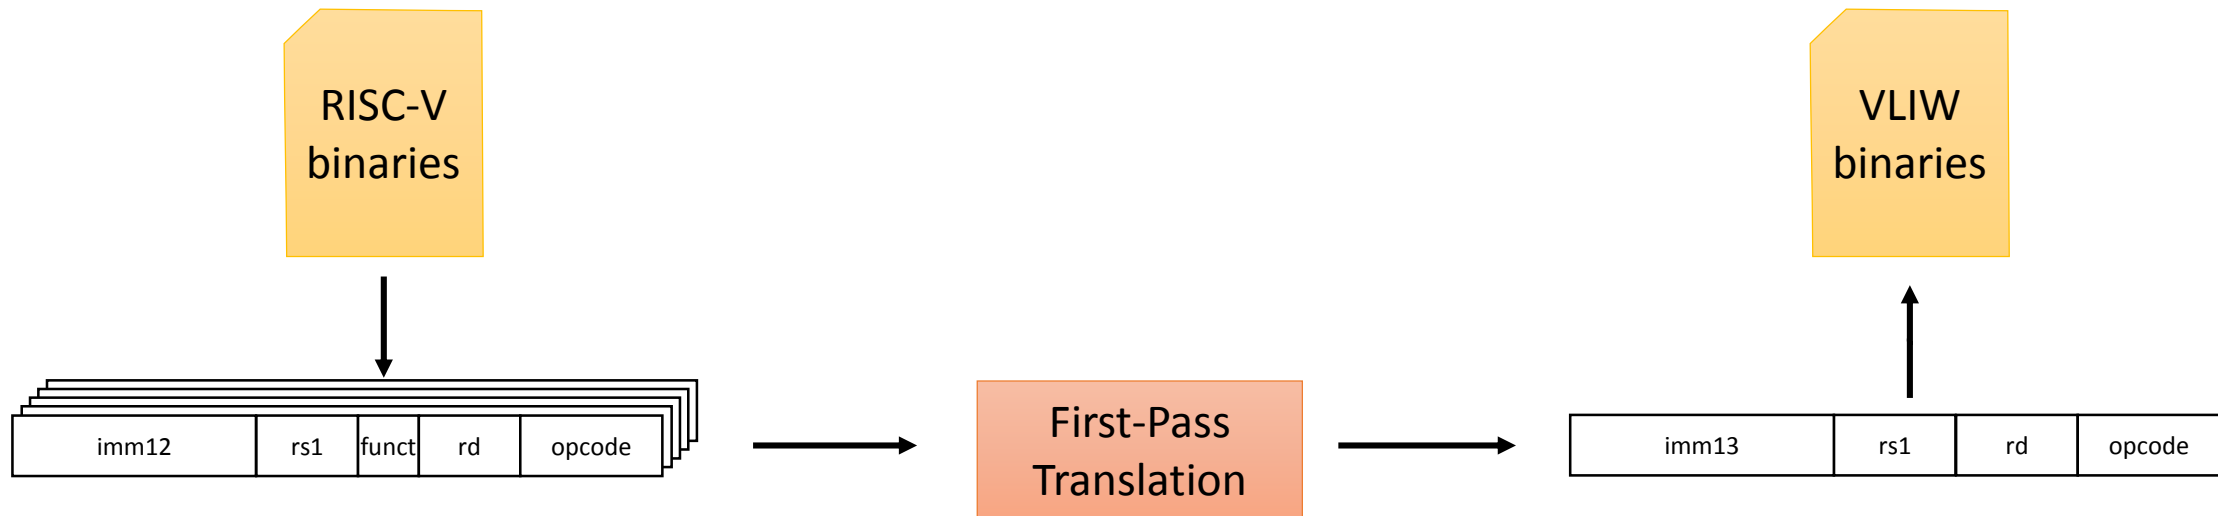 RISC-V
binaries
VLIW
binaries
imm12 rs1 funct rd opcode
First-Pass
Translation
imm13 rs1 rd opcode